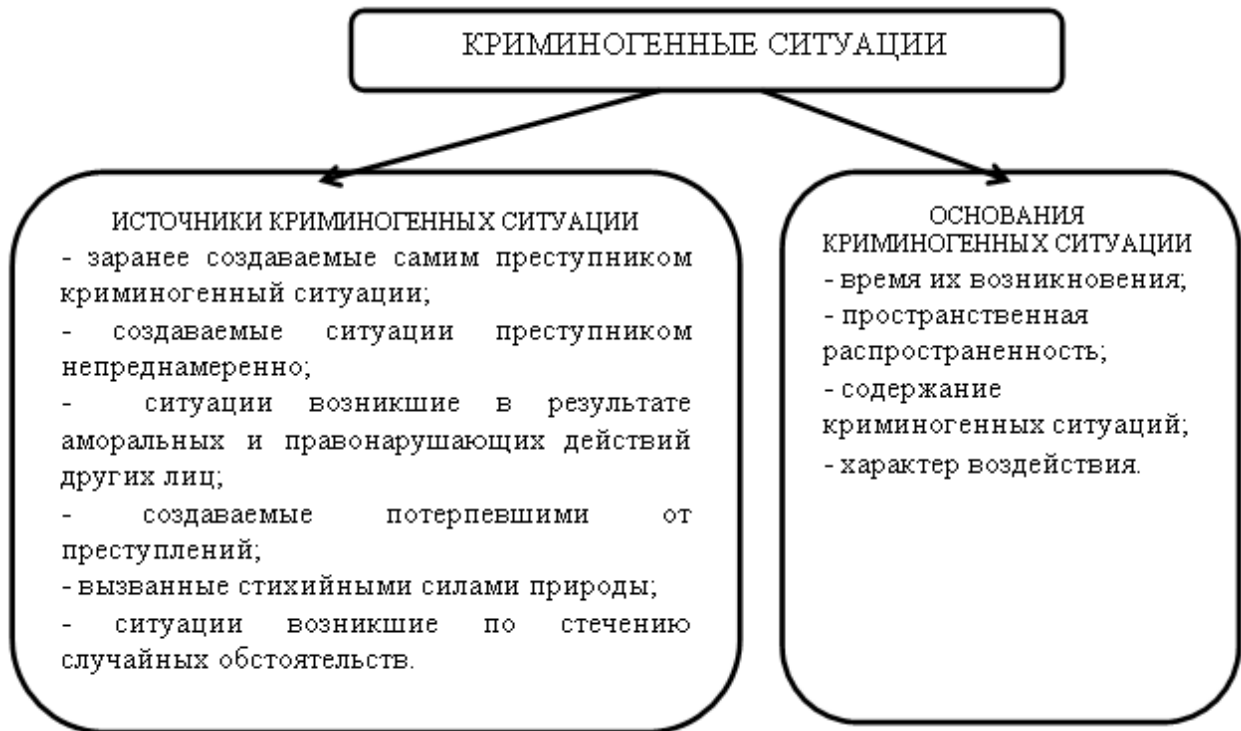 КРИМИНОГЕННЫЕ СИТУАЦИИ
ИСТОЧНИКИ КРИМИНОГЕННЫХ СИТУАЦИИ
- заранее создаваемые самим преступником
криминогенный ситуации;
- создаваемые ситуации преступником
непреднамеренно;
- ситуации возникшие в результате
аморальных и правонарушающих действий
других лиц;
- создаваемые потерпевшими от
преступлений;
- вызванные стихийными силами природы;
- ситуации возникшие по стечению
случайных обстоятельств.
ОСНОВАНИЯ
КРИМИНОГЕННЫХ СИТУАЦИИ
- время их возникновения;
- пространственная
распространенность;
- содержание
криминогенных ситуаций;
- характер воздействия.